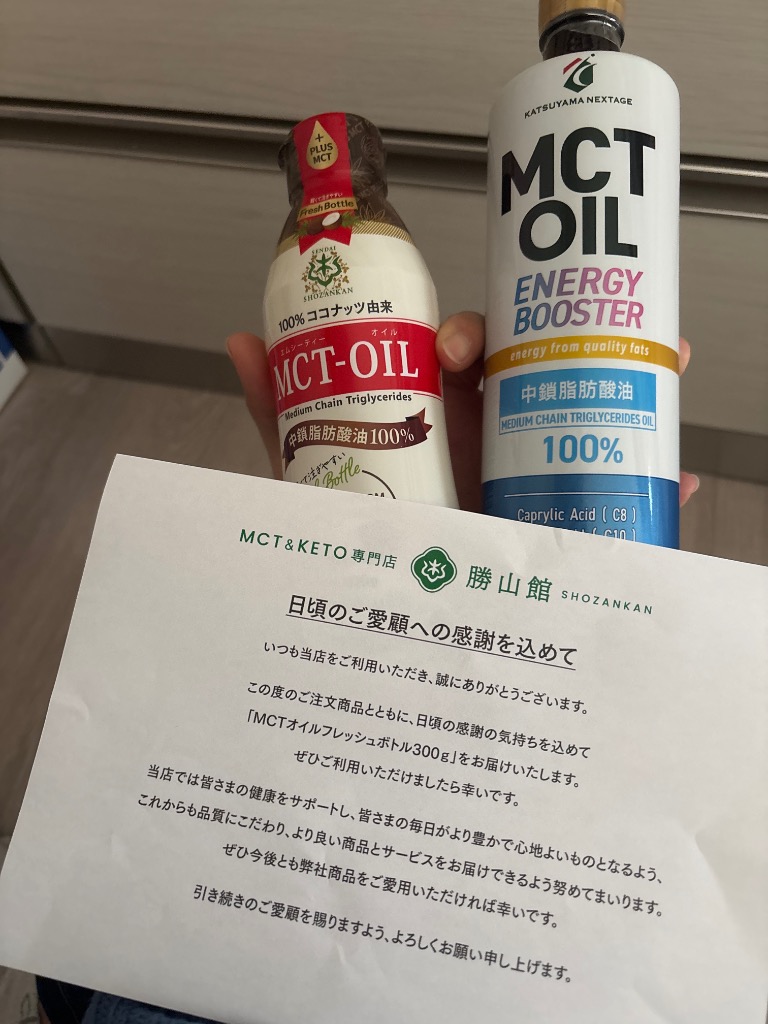 +
PLUS
MCT
Fresh Bottle
SENDAI
SHOZANKAN
100% ココナッツ由来
エムシーティー オイル
MCT-OIL
Medium Chain Triglycerides
中鎖脂肪酸油100%
注ぎやすい
Bottle
KATSUYAMA NEXTAGE
MCT
OIL
ENERGY
BOOSTER
energy from quality fats
中鎖脂肪酸油
MEDIUM CHAIN TRIGLYCERIDES OIL
100%
Caprylic Acid ( C8 )
( C10 )
MCT&KETO 専門店 勝山館 SHOZANKAN
日頃のご愛顧への感謝を込めて
いつも当店をご利用いただき、誠にありがとうございます。
この度のご注文商品とともに、日頃の感謝の気持ちを込めて
「MCTオイルフレッシュボトル300g」をお届けいたします。
ぜひご利用いただけましたら幸いです。
当店では皆さまの健康をサポートし、皆さまの毎日がより豊かで心地よいものとなるよう、
これからも品質にこだわり、より良い商品とサービスをお届けできるよう努めてまいります。
ぜひ今後とも弊社商品をご愛用いただければ幸いです。
引き続きのご愛顧を賜りますよう、よろしくお願い申し上げます。